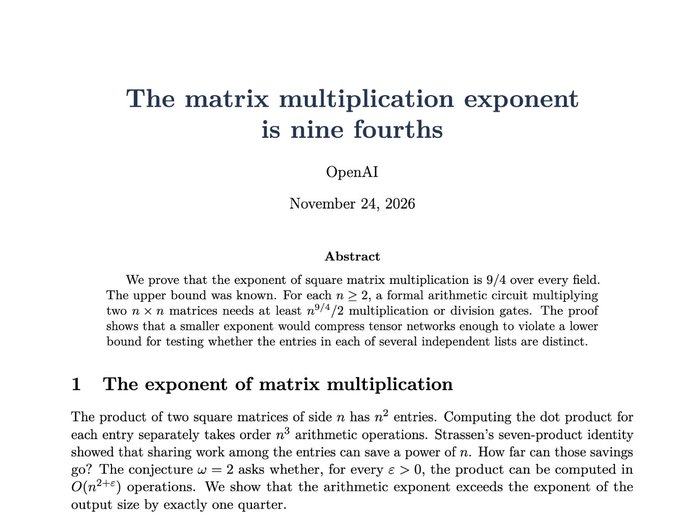 The matrix multiplication exponent
is nine fourths
OpenAI
November 24, 2026
Abstract
We prove that the exponent of square matrix multiplication is 9/4 over every field.
The upper bound was known. For each n ≥ 2, a formal arithmetic circuit multiplying
two n × n matrices needs at least n^{9/4}/2 multiplication or division gates. The proof
shows that a smaller exponent would compress tensor networks enough to violate a lower
bound for testing whether the entries in each of several independent lists are distinct.
1 The exponent of matrix multiplication
The product of two square matrices of side n has n² entries. Computing the dot product for
each entry separately takes order n³ arithmetic operations. Strassen's seven-product identity
showed that sharing work among the entries can save a power of n. How far can those savings
go? The conjecture ω = 2 asks whether, for every ε > 0, the product can be computed in
O(n^{2+ε}) operations. We show that the arithmetic exponent exceeds the exponent of the
output size by exactly one quarter.